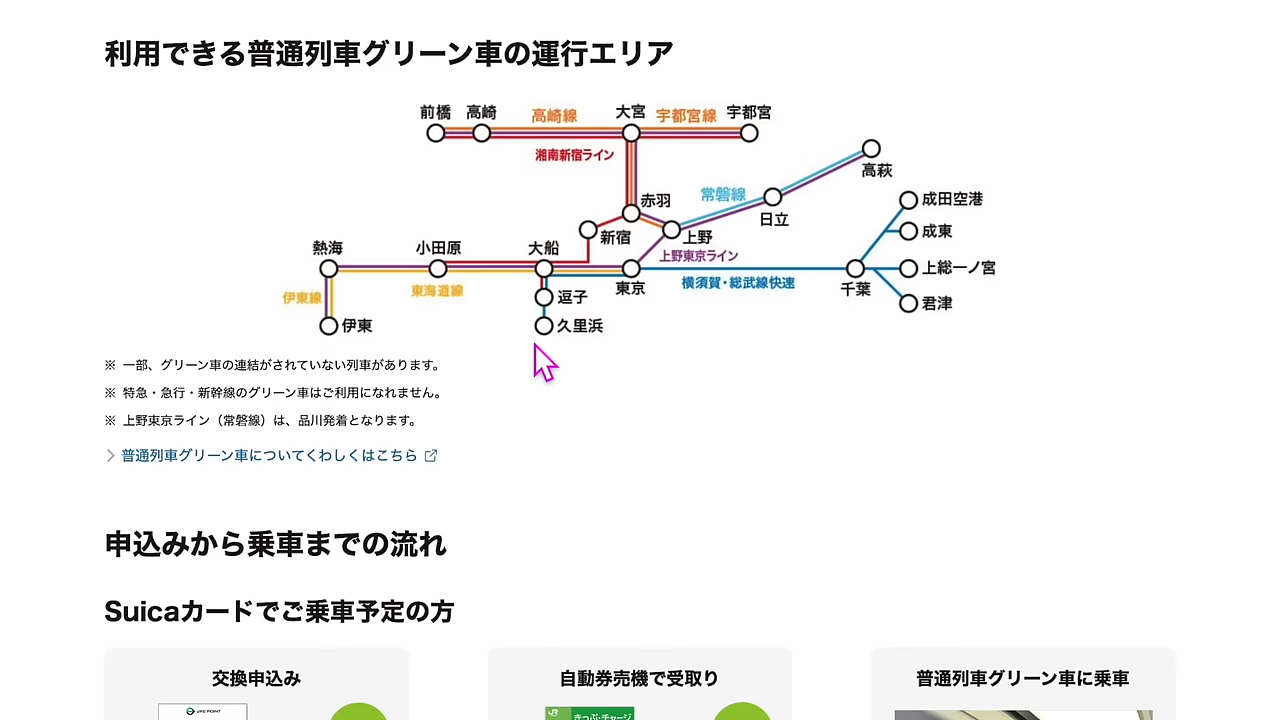 利用できる普通列車グリーン車の運行エリア
前橋 高崎 高崎線 大宮 宇都宮線 宇都宮
湘南新宿ライン
高萩
赤羽 常磐線 日立 成田空港
新宿 上野 成東
熱海 小田原 大船 上野東京ライン
上総一ノ宮
伊東線 東海道線 逗子 東京 横須賀・総武線快速 千葉 君津
伊東 久里浜
※ 一部、グリーン車の連結がされていない列車があります。
※ 特急・急行・新幹線のグリーン車はご利用になれません。
※ 上野東京ライン（常磐線）は、品川発着となります。
普通列車グリーン車についてくわしくはこちら
申込みから乗車までの流れ
Suicaカードでご乗車予定の方
交換申込み 自動券売機で受取り 普通列車グリーン車に乗車
JRE POINT
JR きっぷ・チャージ